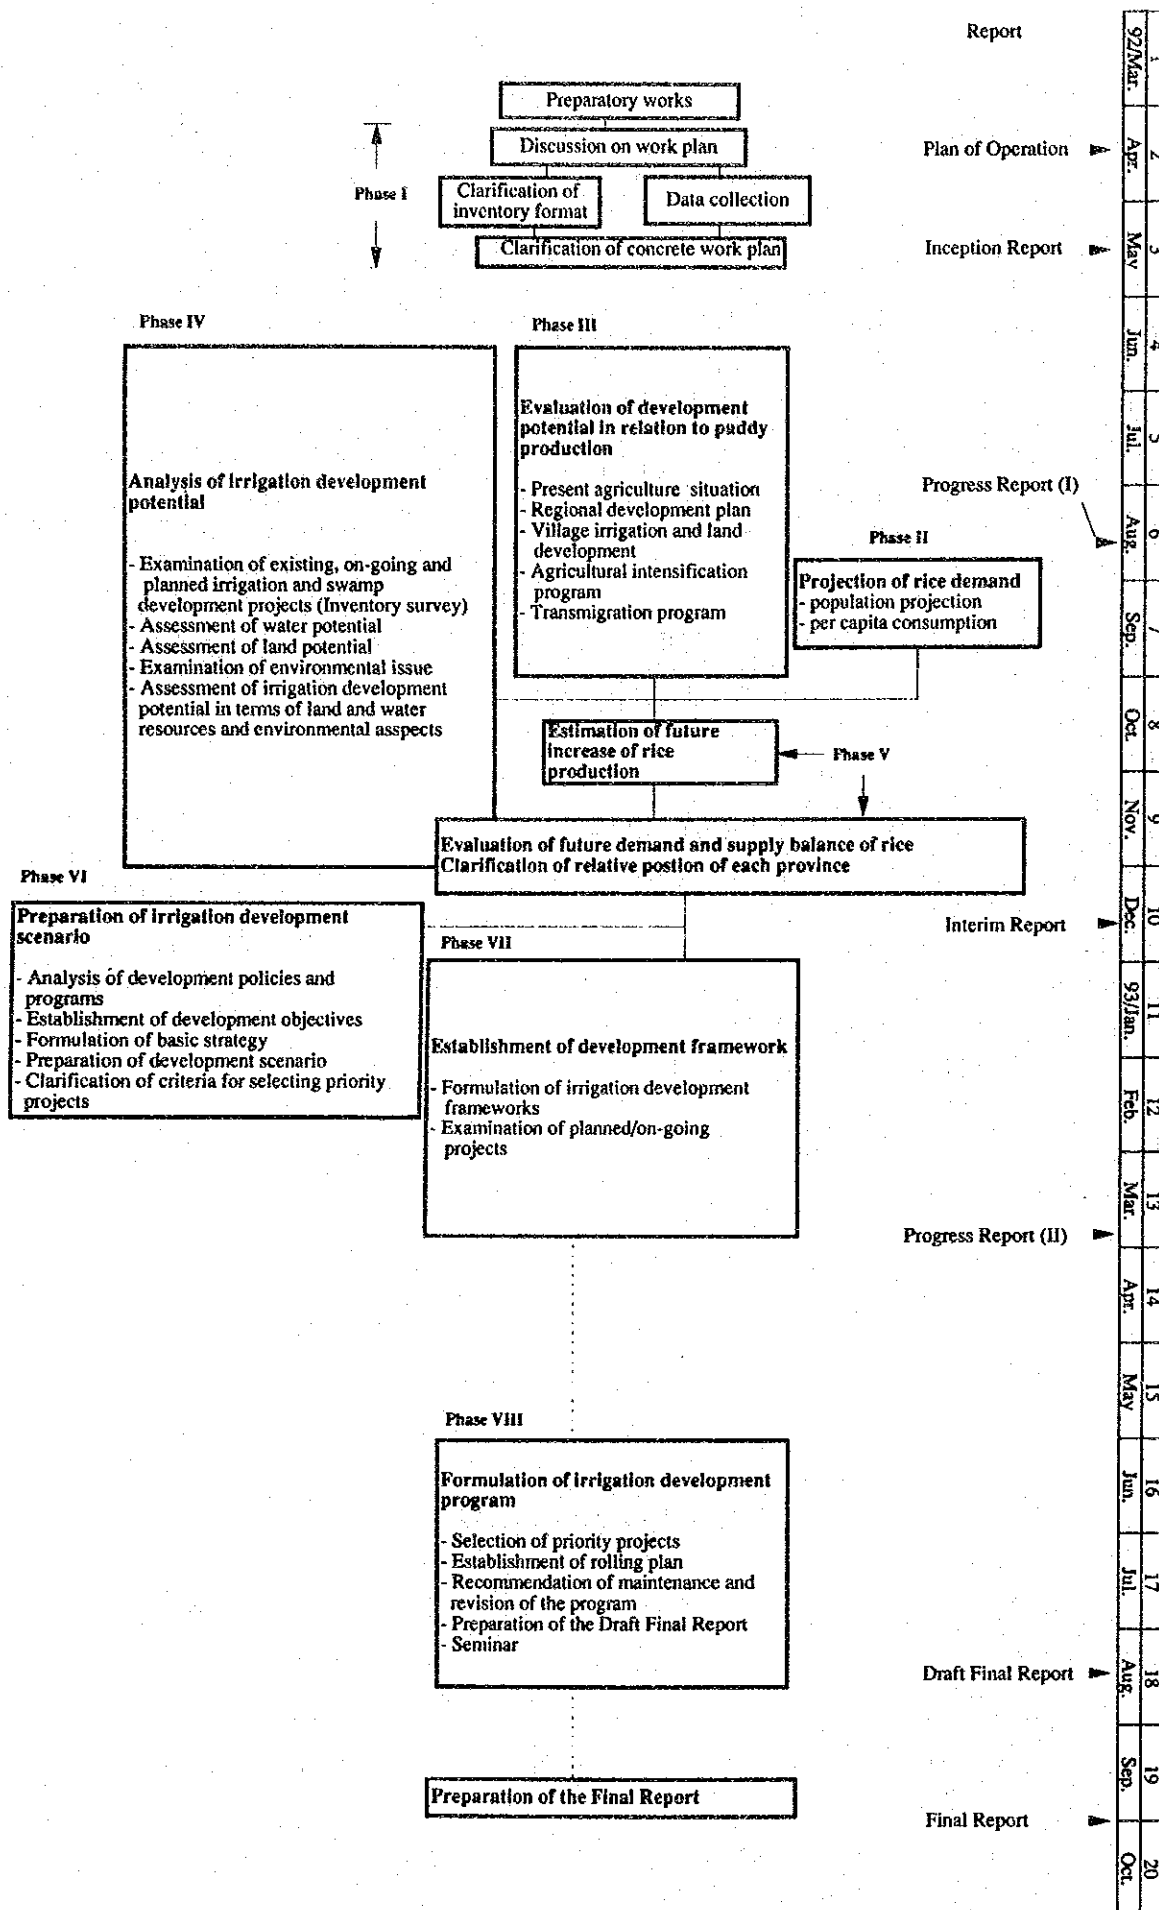 Report
Preparatory works
Discussion on work plan
Plan of Operation
Phase I
Clarification of
inventory format
Data collection
Clarification of concrete work plan
Inception Report
Phase IV
Analysis of irrigation development
potential
- Examination of existing, on-going and
planned irrigation and swamp
development projects (Inventory survey)
- Assessment of water potential
- Assessment of land potential
- Examination of environmental issue
- Assessment of irrigation development
potential in terms of land and water
resources and environmental asspects
Phase III
Evaluation of development
potential in relation to paddy
production
- Present agriculture situation
- Regional development plan
- Village irrigation and land
development
- Agricultural intensification
program
- Transmigration program
Progress Report (I)
Phase II
Projection of rice demand
- population projection
- per capita consumption
Estimation of future
increase of rice
production
Phase V
Evaluation of future demand and supply balance of rice
Clarification of relative postion of each province
Phase VI
Preparation of irrigation development
scenario
- Analysis of development policies and
programs
- Establishment of development objectives
- Formulation of basic strategy
- Preparation of development scenario
- Clarification of criteria for selecting priority
projects
Interim Report
Phase VII
Establishment of development framework
- Formulation of irrigation development
frameworks
- Examination of planned/on-going
projects
Progress Report (II)
Phase VIII
Formulation of irrigation development
program
- Selection of priority projects
- Establishment of rolling plan
- Recommendation of maintenance and
revision of the program
- Preparation of the Draft Final Report
- Seminar
Draft Final Report
Preparation of the Final Report
Final Report
1 92/Mar.
2 Apr.
3 May
4 Jun.
5 Jul.
6 Aug.
7 Sep.
8 Oct.
9 Nov.
10 Dec.
11 93/Jan.
12 Feb.
13 Mar.
14 Apr.
15 May
16 Jun.
17 Jul.
18 Aug.
19 Sep.
20 Oct.